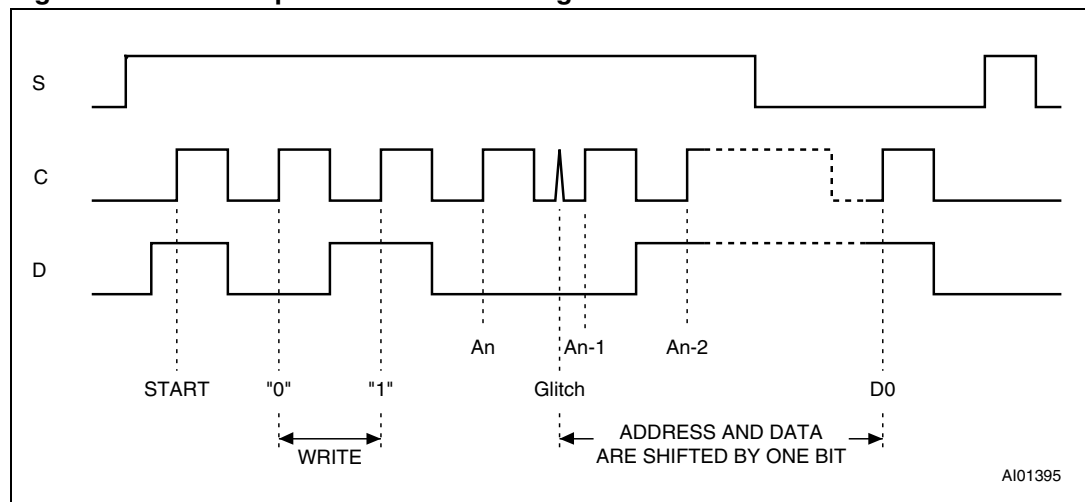 S
C
D
An An-1 An-2
START "0" "1" Glitch D0
WRITE
ADDRESS AND DATA
ARE SHIFTED BY ONE BIT
AI01395